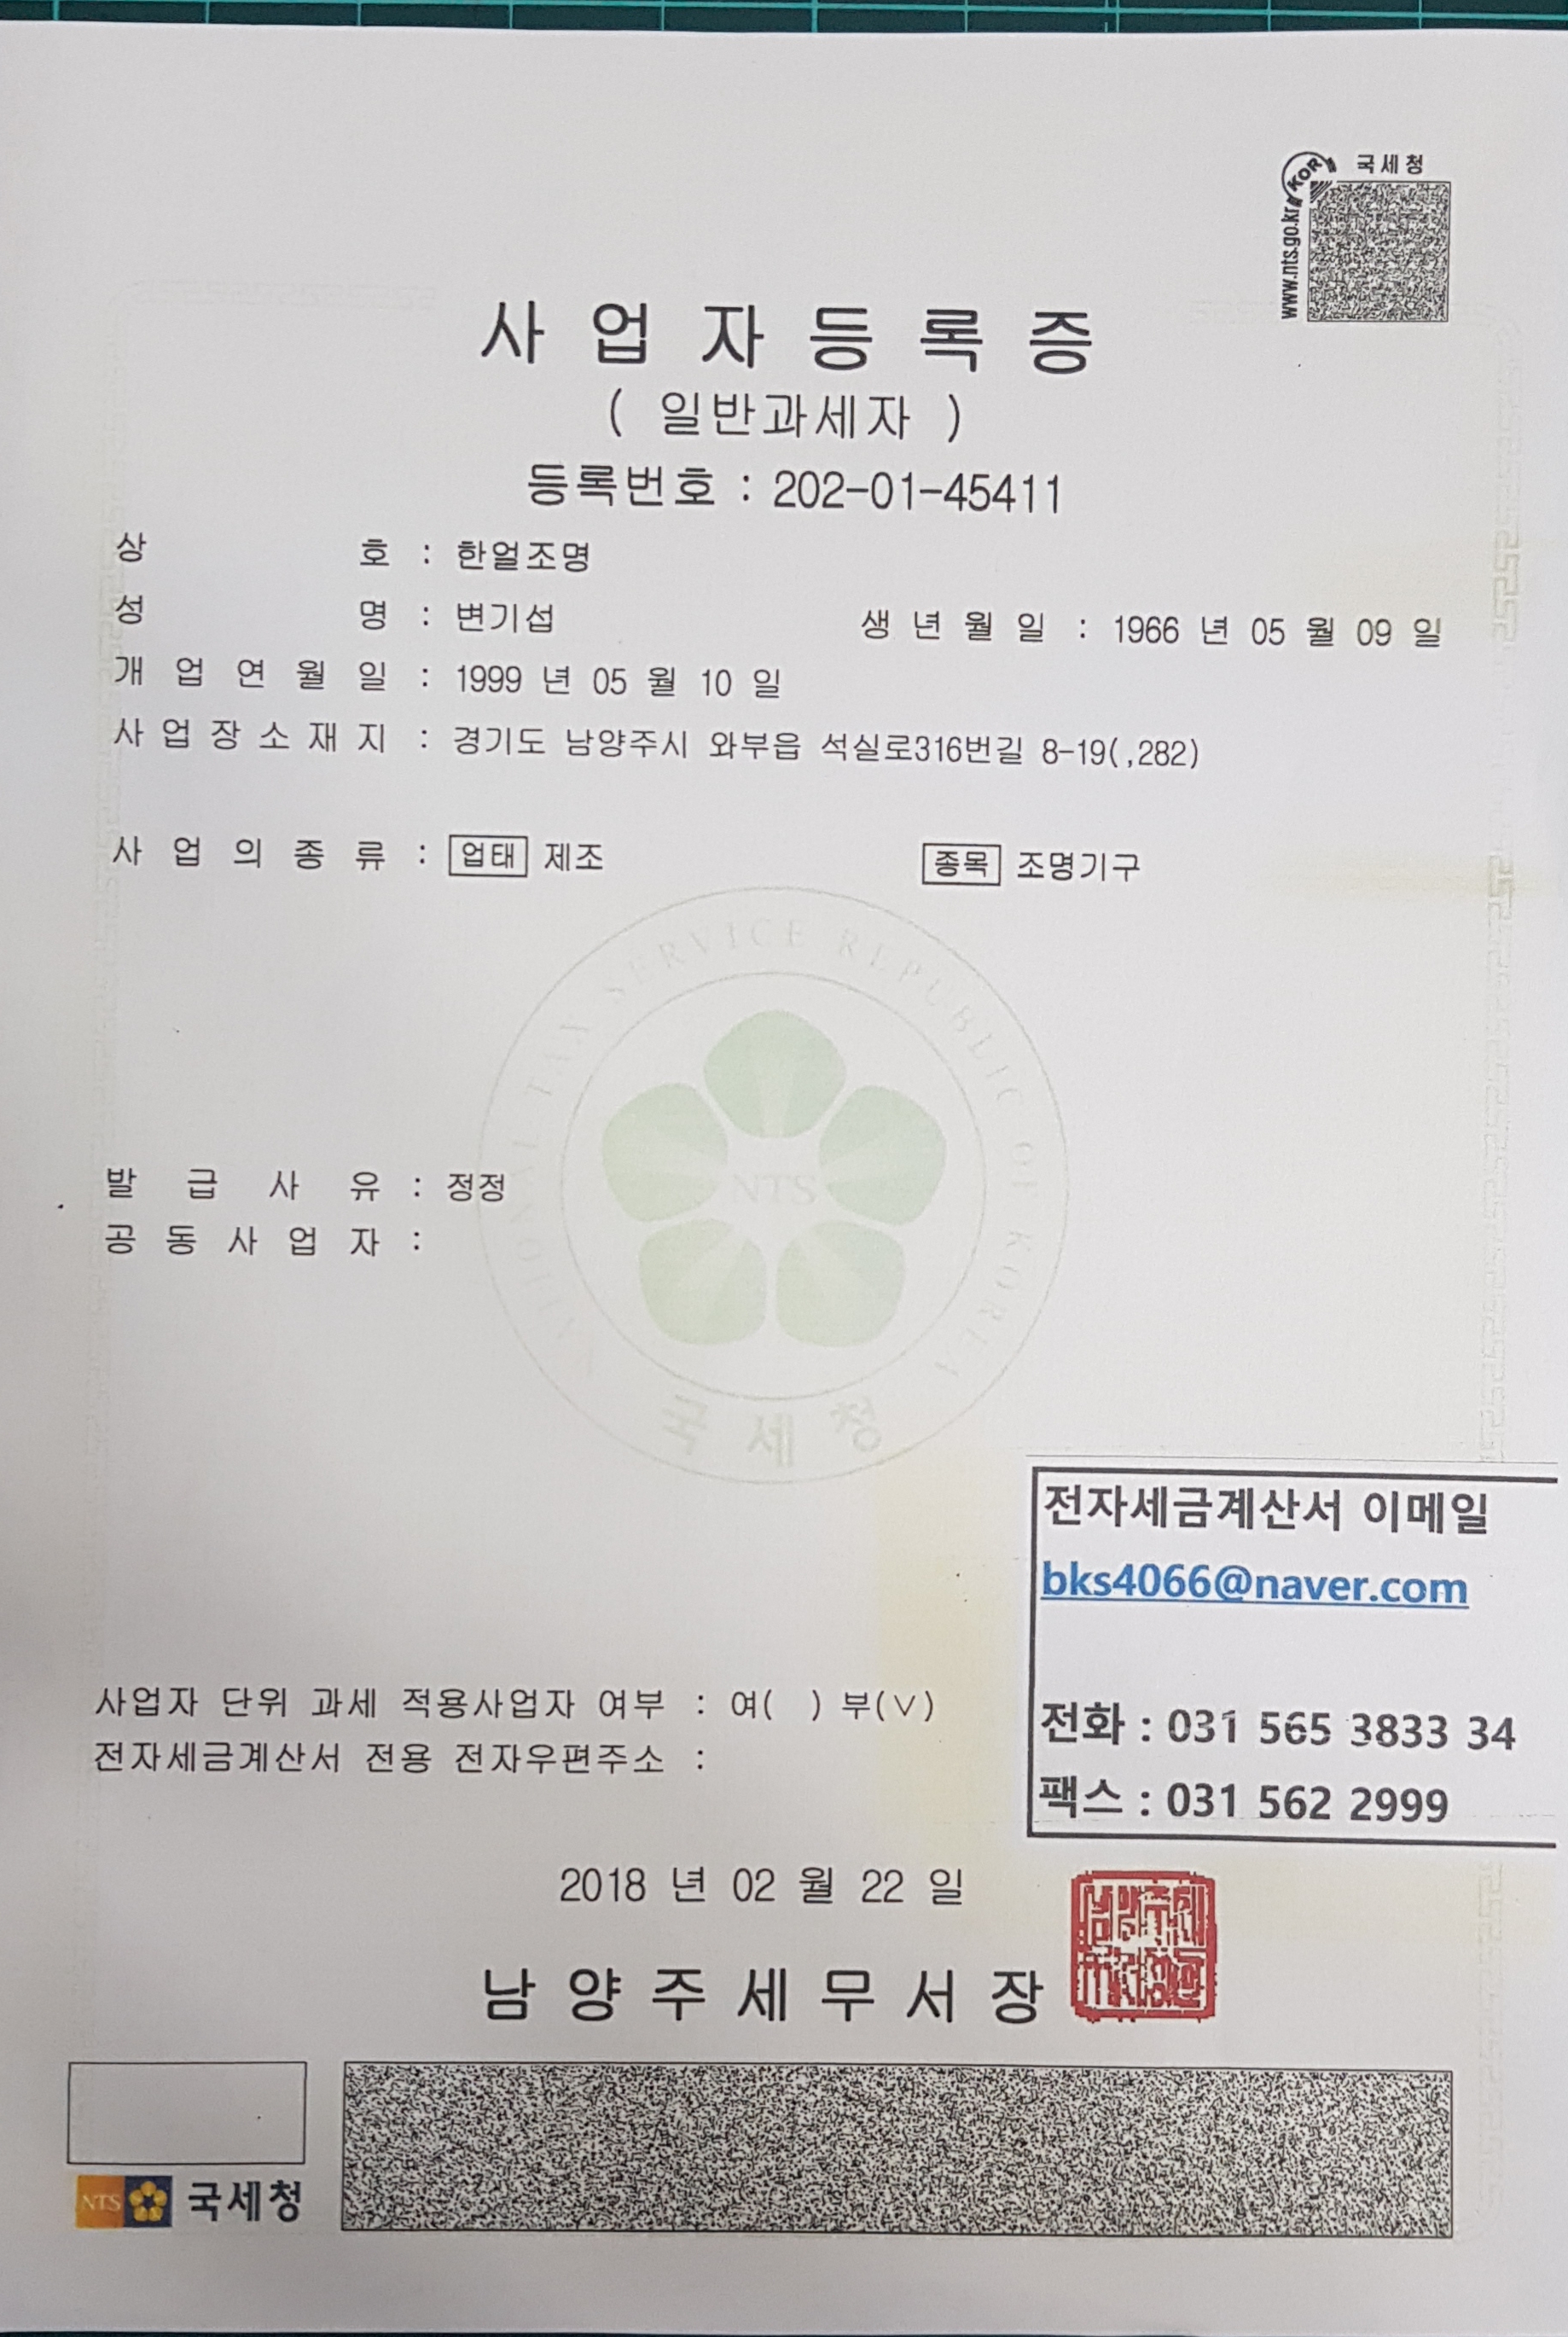 국세청
KOR
www.nts.go.kr
사업자등록증
( 일반과세자 )
등록번호 : 202-01-45411
상 호 : 한얼조명
성 명 : 변기섭 생 년 월 일 : 1966 년 05 월 09 일
개 업 연 월 일 : 1999 년 05 월 10 일
사 업 장 소 재 지 : 경기도 남양주시 와부읍 석실로316번길 8-19(,282)
사 업 의 종 류 : 업태 제조 종목 조명기구
NATIONAL TAX SERVICE REPUBLIC OF KOREA
NTS
국세청
발 급 사 유 : 정정
공 동 사 업 자 :
전자세금계산서 이메일
bks4066@naver.com
전화 : 031 565 3833 34
팩스 : 031 562 2999
사업자 단위 과세 적용사업자 여부 : 여( ) 부(∨)
전자세금계산서 전용 전자우편주소 :
2018 년 02 월 22 일
남양주세무서장
NTS 국세청